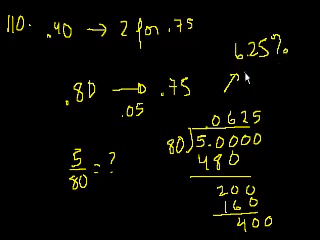 110. .40 → 2 for .75
6.25%
.80 → .75
.05
.0625
80)5.0000
480
200
160
400
5/80 = ?